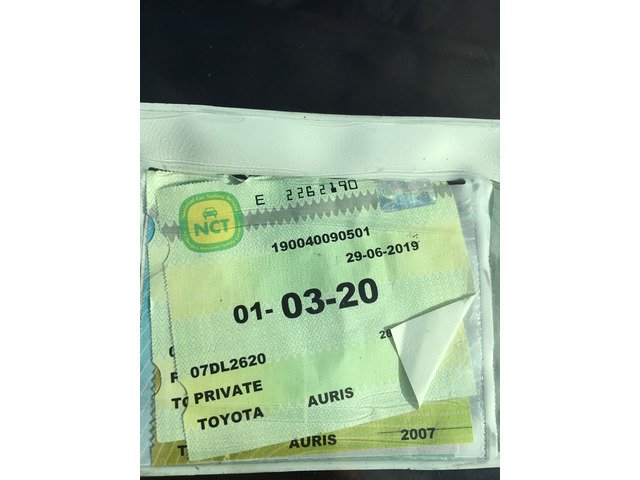 E 2262190
NCT
190040090501
29-06-2019
01-03-20
07DL2620
PRIVATE
TOYOTA AURIS
AURIS 2007